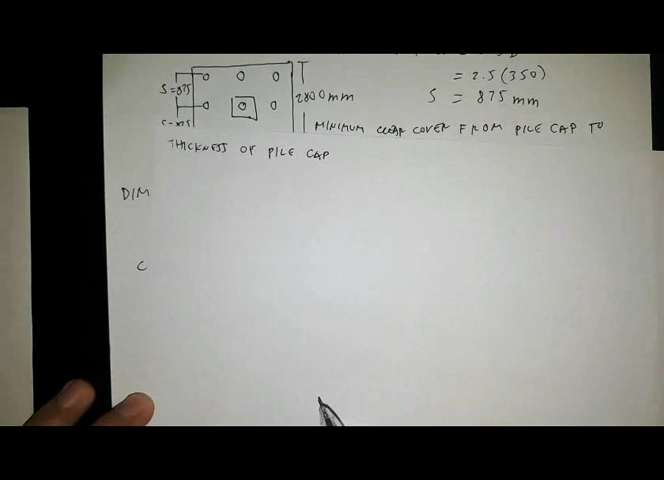 = 2.5 (350)
S = 875 mm
S = 875
2800 mm
MINIMUM CLEAR COVER FROM PILE CAP TO
THICKNESS OF PILE CAP
DIM
C